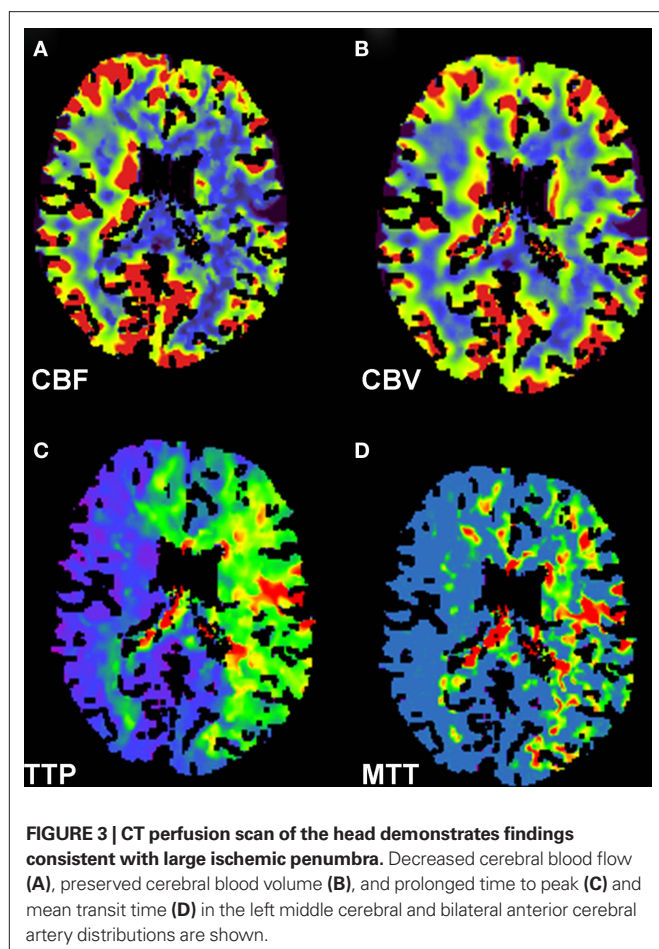 A
B
CBF
CBV
C
D
TTP
MTT
FIGURE 3 | CT perfusion scan of the head demonstrates findings
consistent with large ischemic penumbra. Decreased cerebral blood flow
(A), preserved cerebral blood volume (B), and prolonged time to peak (C) and
mean transit time (D) in the left middle cerebral and bilateral anterior cerebral
artery distributions are shown.